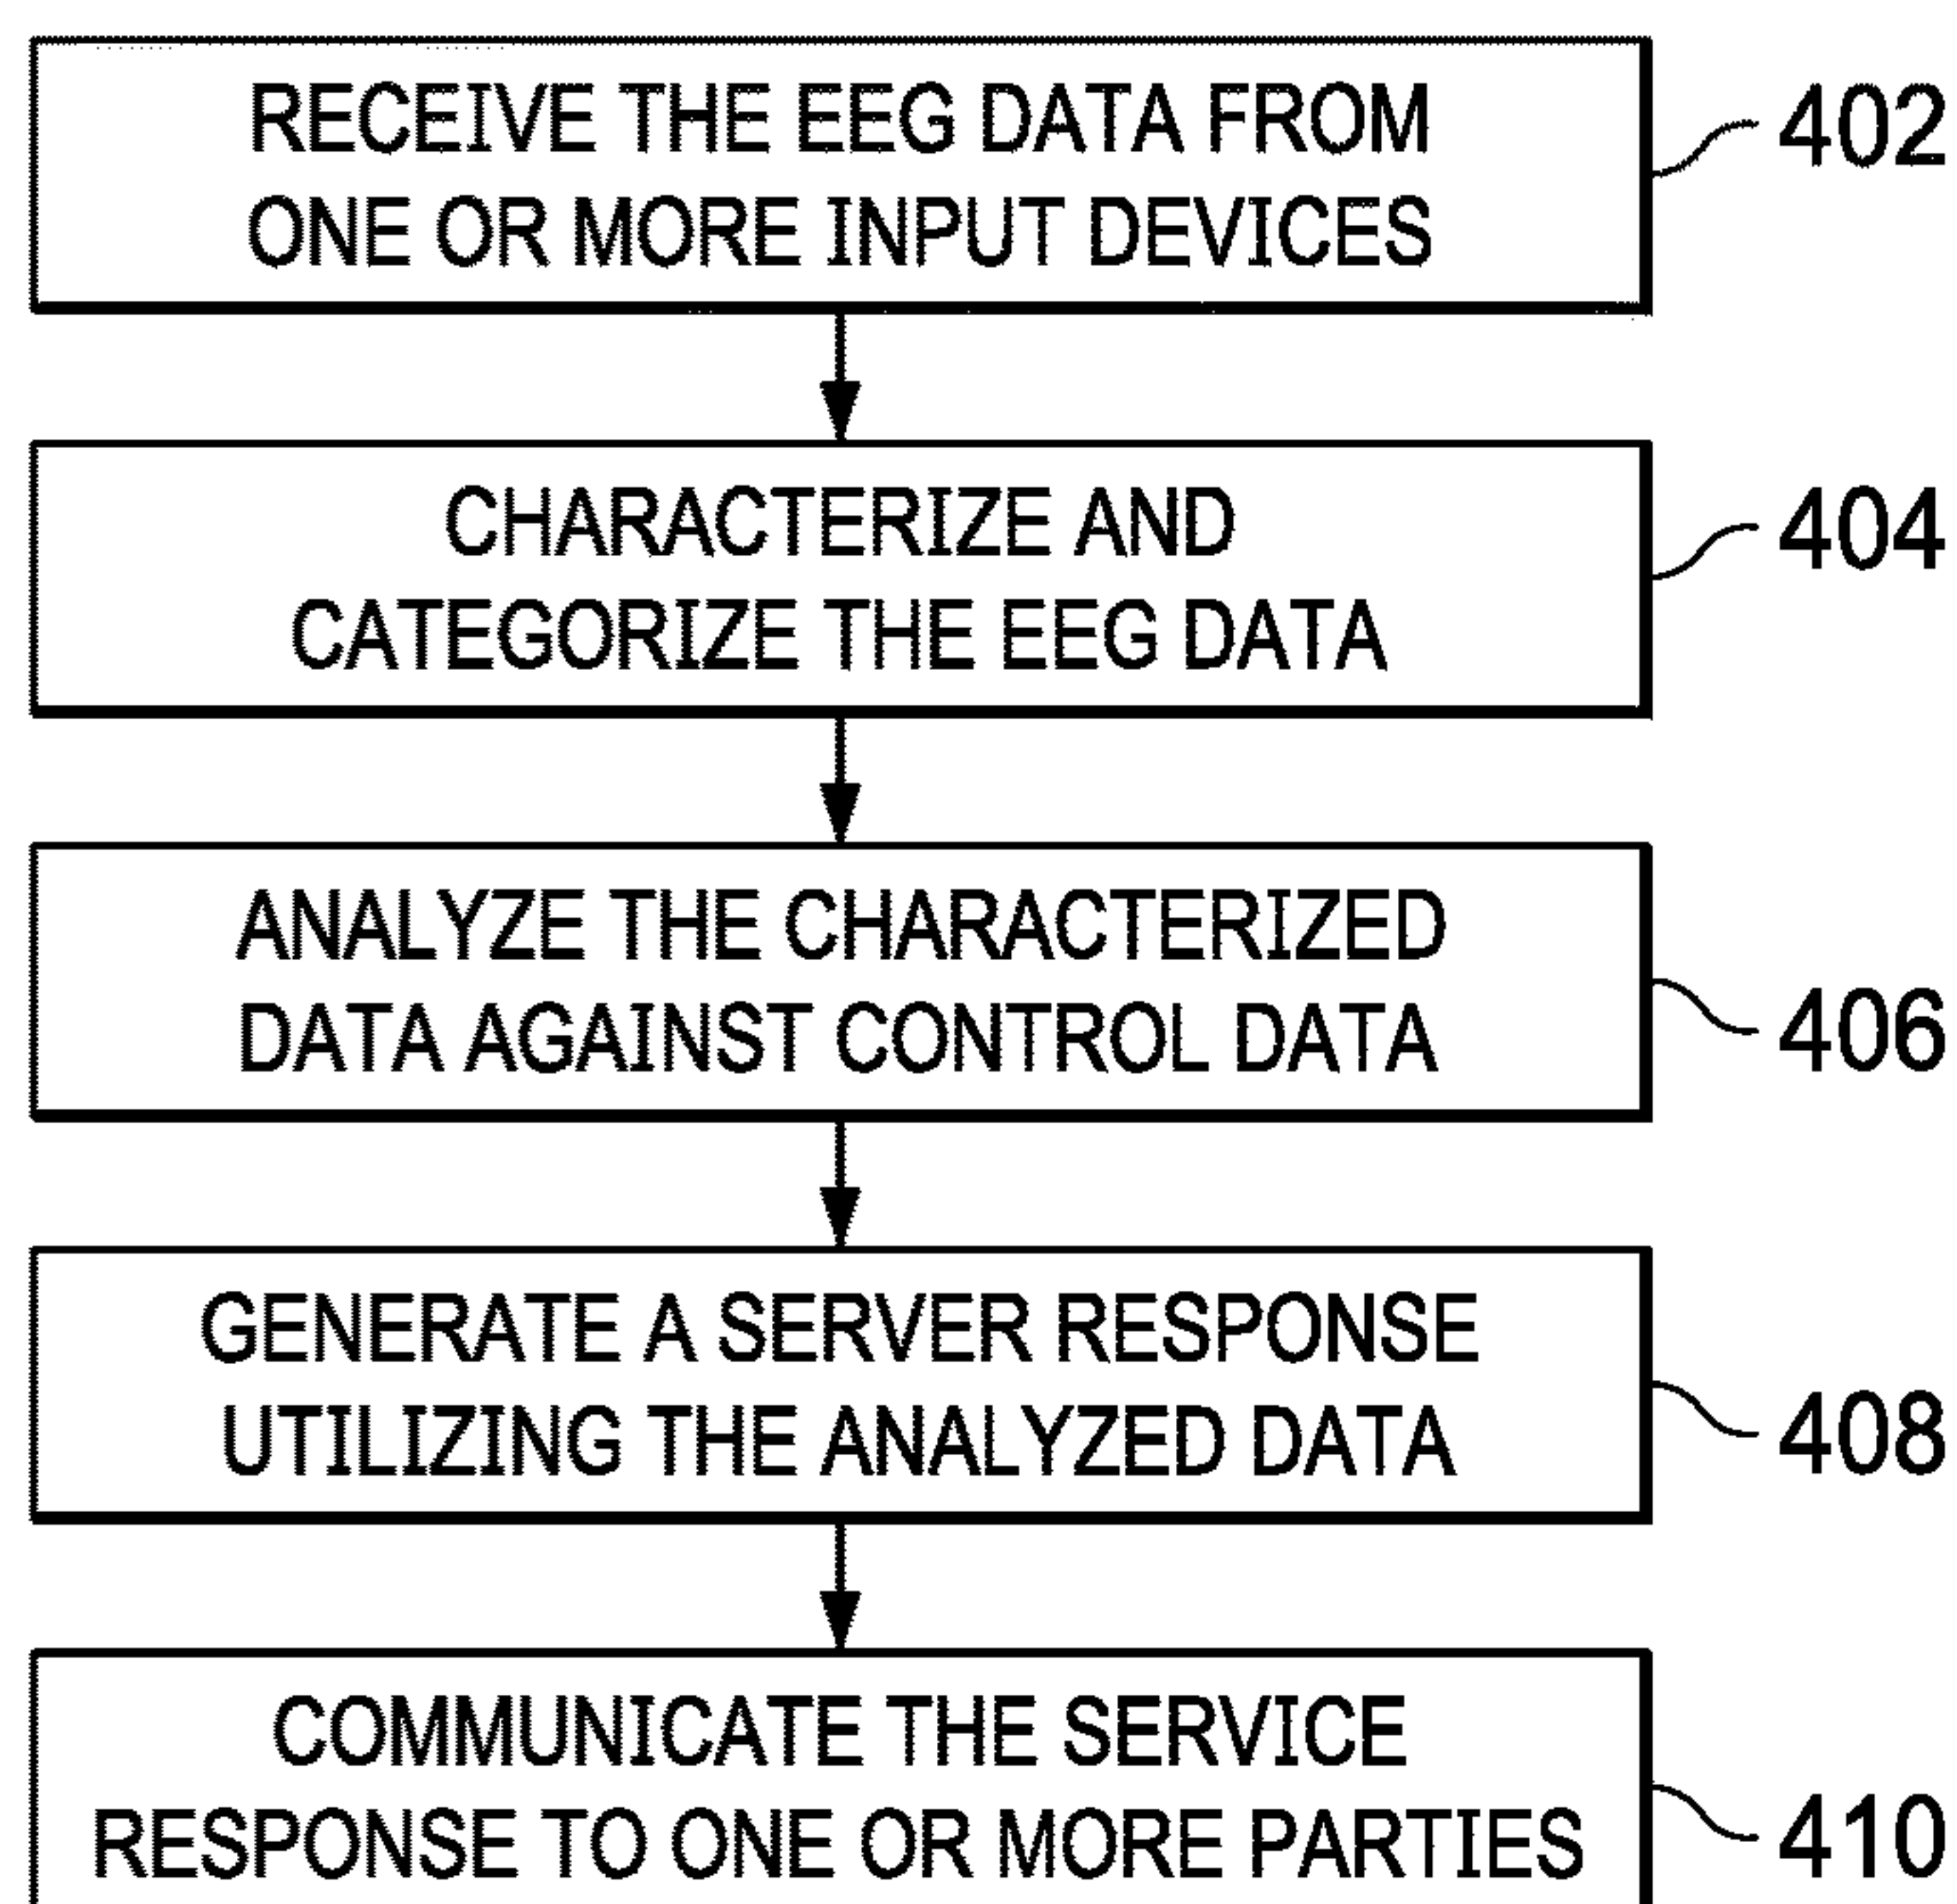 RECEIVE THE EEG DATA FROM
ONE OR MORE INPUT DEVICES
402
CHARACTERIZE AND
CATEGORIZE THE EEG DATA
404
ANALYZE THE CHARACTERIZED
DATA AGAINST CONTROL DATA
406
GENERATE A SERVER RESPONSE
UTILIZING THE ANALYZED DATA
408
COMMUNICATE THE SERVICE
RESPONSE TO ONE OR MORE PARTIES
410